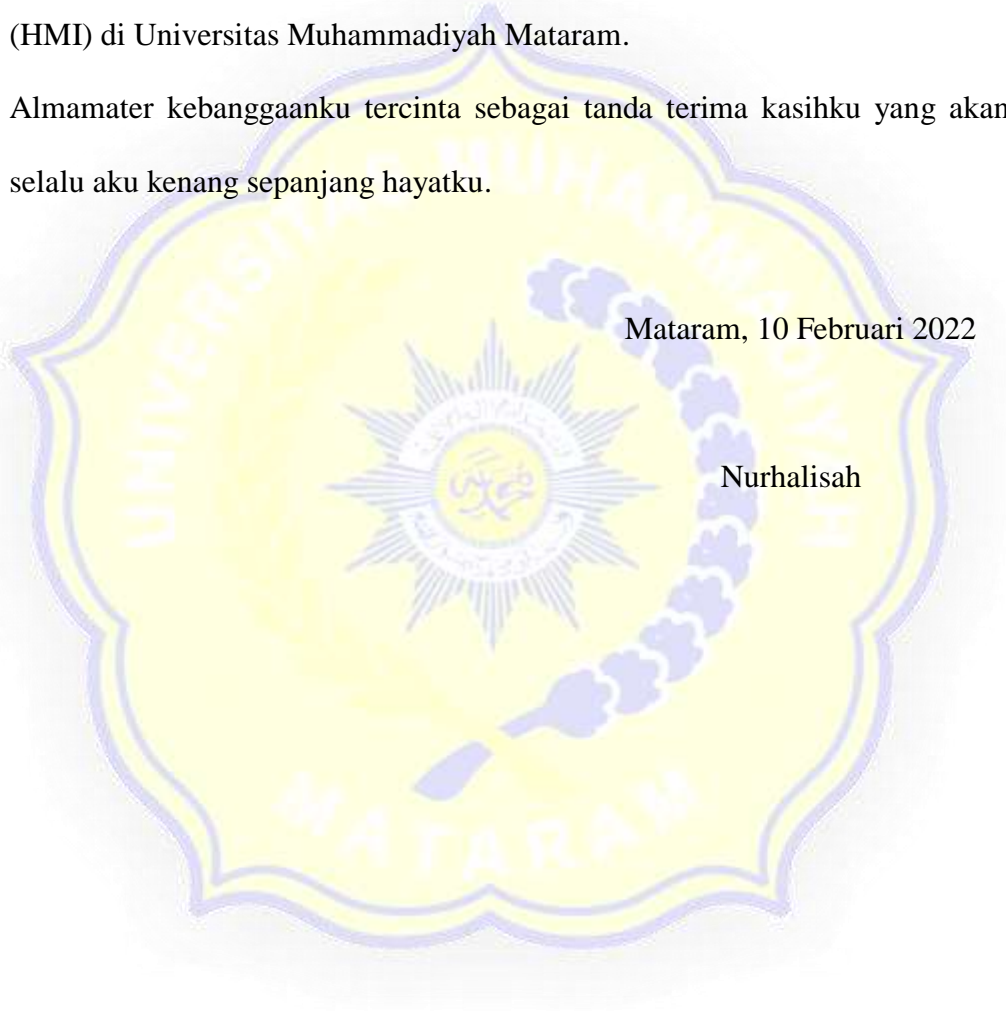 (HMI) di Universitas Muhammadiyah Mataram.
Almamater kebanggaanku tercinta sebagai tanda terima kasihku yang akan
selalu aku kenang sepanjang hayatku.
Mataram, 10 Februari 2022
Nurhalisah
UNIVERSITAS MUHAMMADIYAH
MATARAM